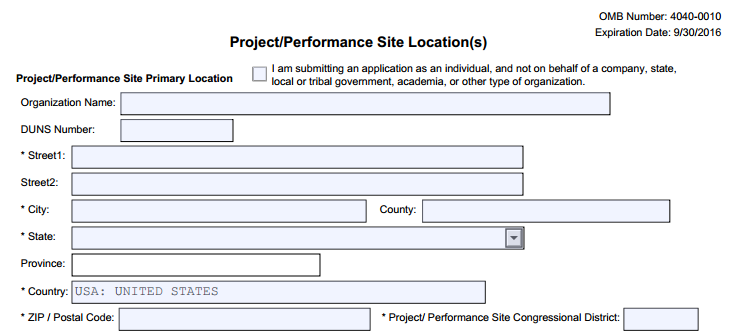 OMB Number: 4040-0010
Expiration Date: 9/30/2016
Project/Performance Site Location(s)
Project/Performance Site Primary Location
I am submitting an application as an individual, and not on behalf of a company, state,
local or tribal government, academia, or other type of organization.
Organization Name:
DUNS Number:
* Street1:
Street2:
* City: County:
* State:
Province:
* Country: USA: UNITED STATES
* ZIP / Postal Code: * Project/ Performance Site Congressional District: